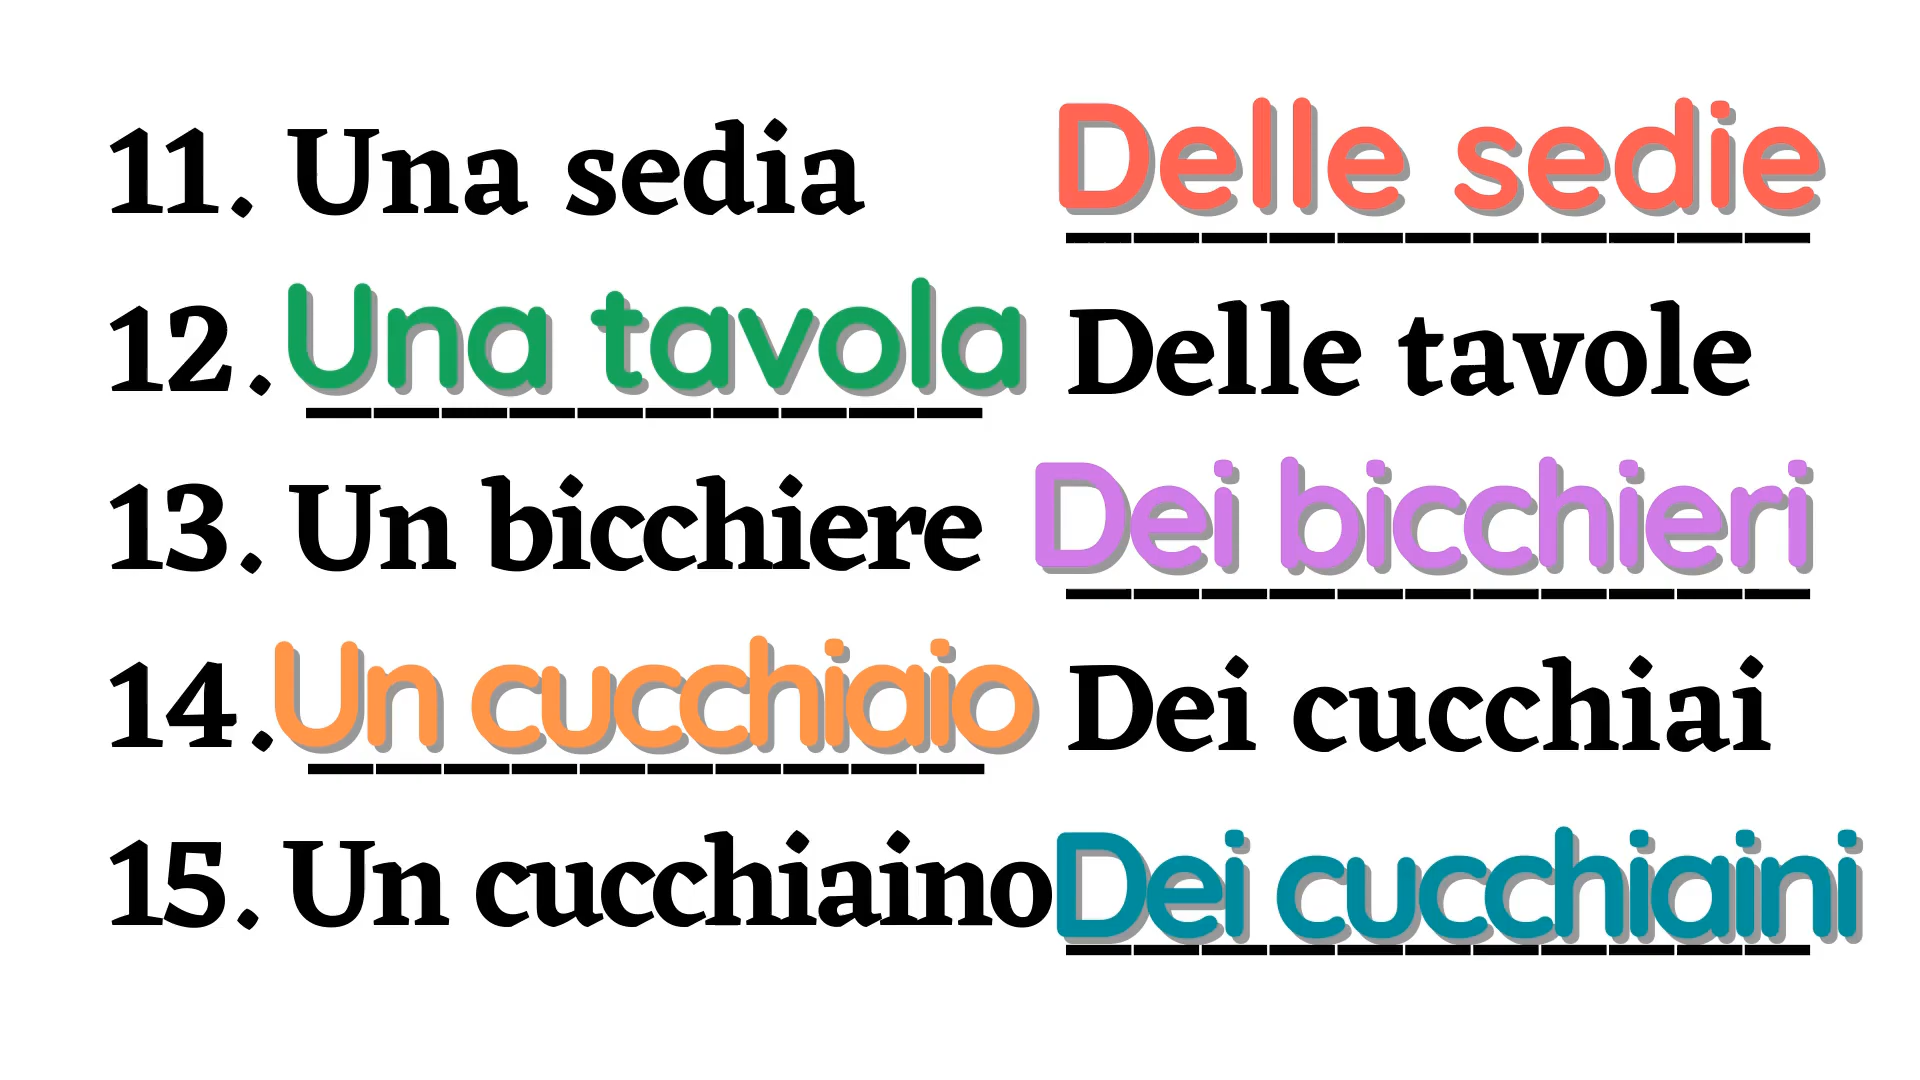 11. Una sedia Delle sedie
12. Una tavola Delle tavole
13. Un bicchiere Dei bicchieri
14. Un cucchiaio Dei cucchiai
15. Un cucchiaino Dei cucchiaini